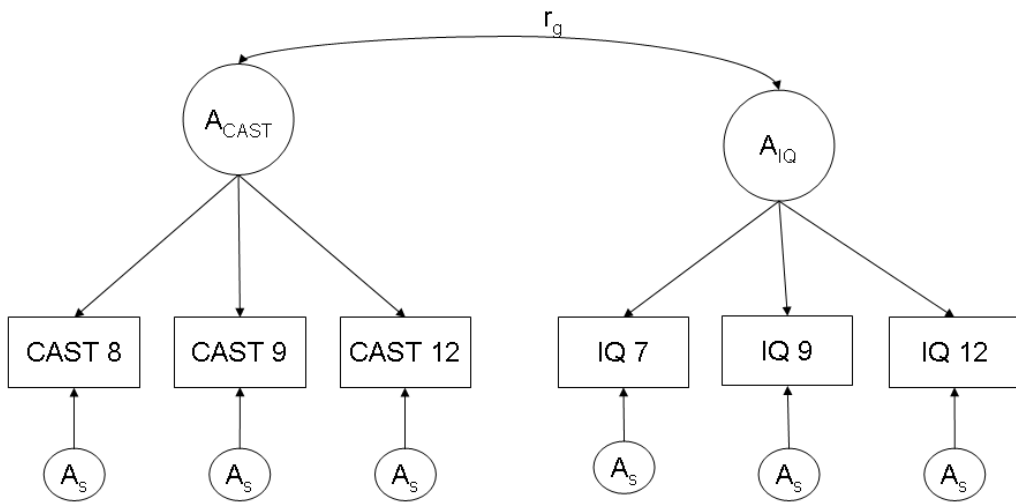 r_g
A_CAST
A_IQ
CAST 8
CAST 9
CAST 12
IQ 7
IQ 9
IQ 12
A_s
A_s
A_s
A_s
A_s
A_s